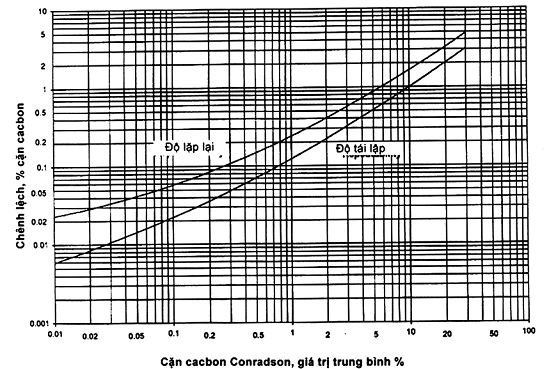 10
5
2
1
0.5
0.2
0.1
0.05
0.02
0.01
0.001
Chênh lệch, % cặn cacbon
Độ lặp lại
Độ tái lập
0.01 0.02 0.05 0.1 0.2 0.5 1 2 5 10 20 50 100
Cặn cacbon Conradson, giá trị trung bình %